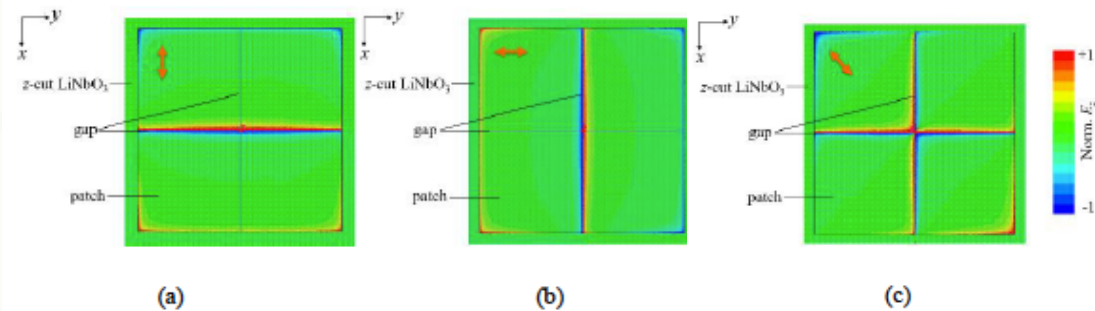 y
x
z-cut LiNbO3
gap
patch
(a)
y
x
z-cut LiNbO3
gap
patch
(b)
y
x
z-cut LiNbO3
gap
patch
(c)
+1
Norm. Ez
-1